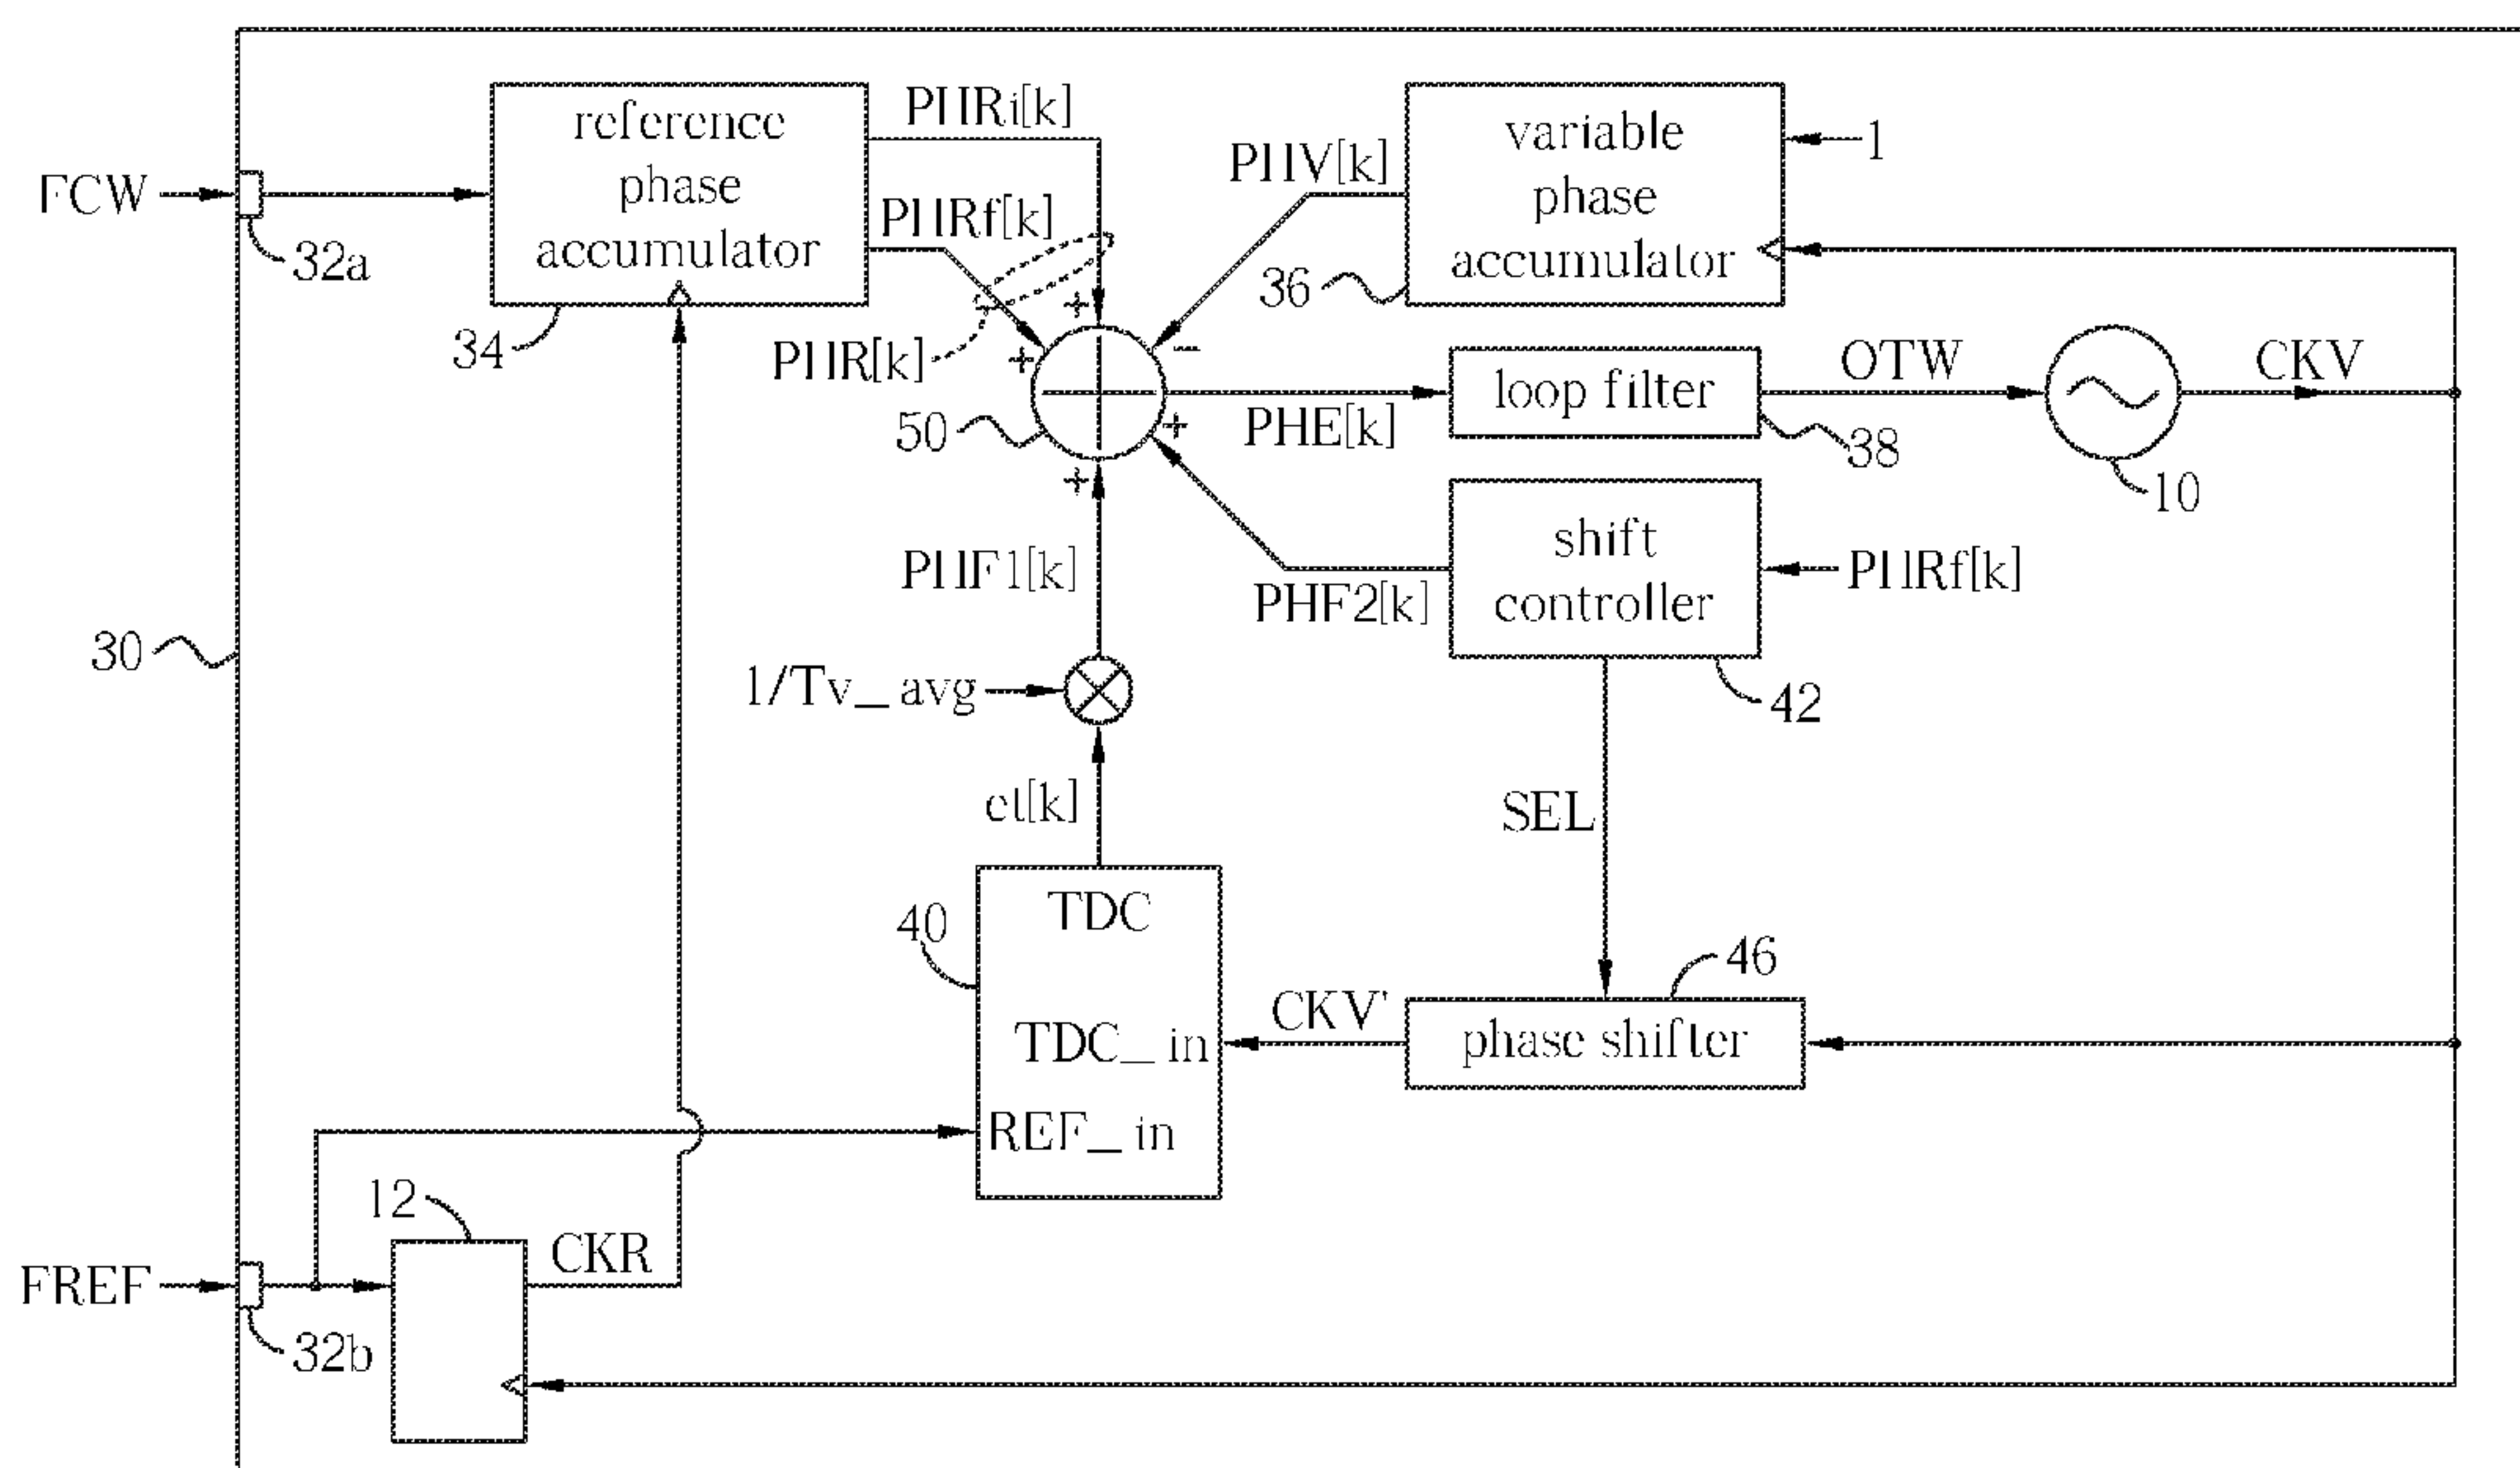 FCW
32a
reference
phase
accumulator
34
PHRi[k]
PHRf[k]
PHR[k]
PHV[k]
variable
phase
accumulator
1
36
50
PHE[k]
loop filter
38
OTW
10
CKV
PHF1[k]
PHF2[k]
shift
controller
PHRf[k]
42
30
1/Tv_avg
et[k]
SEL
40
TDC
TDC_in
REF_in
CKV'
46
phase shifter
12
CKR
FREF
32b